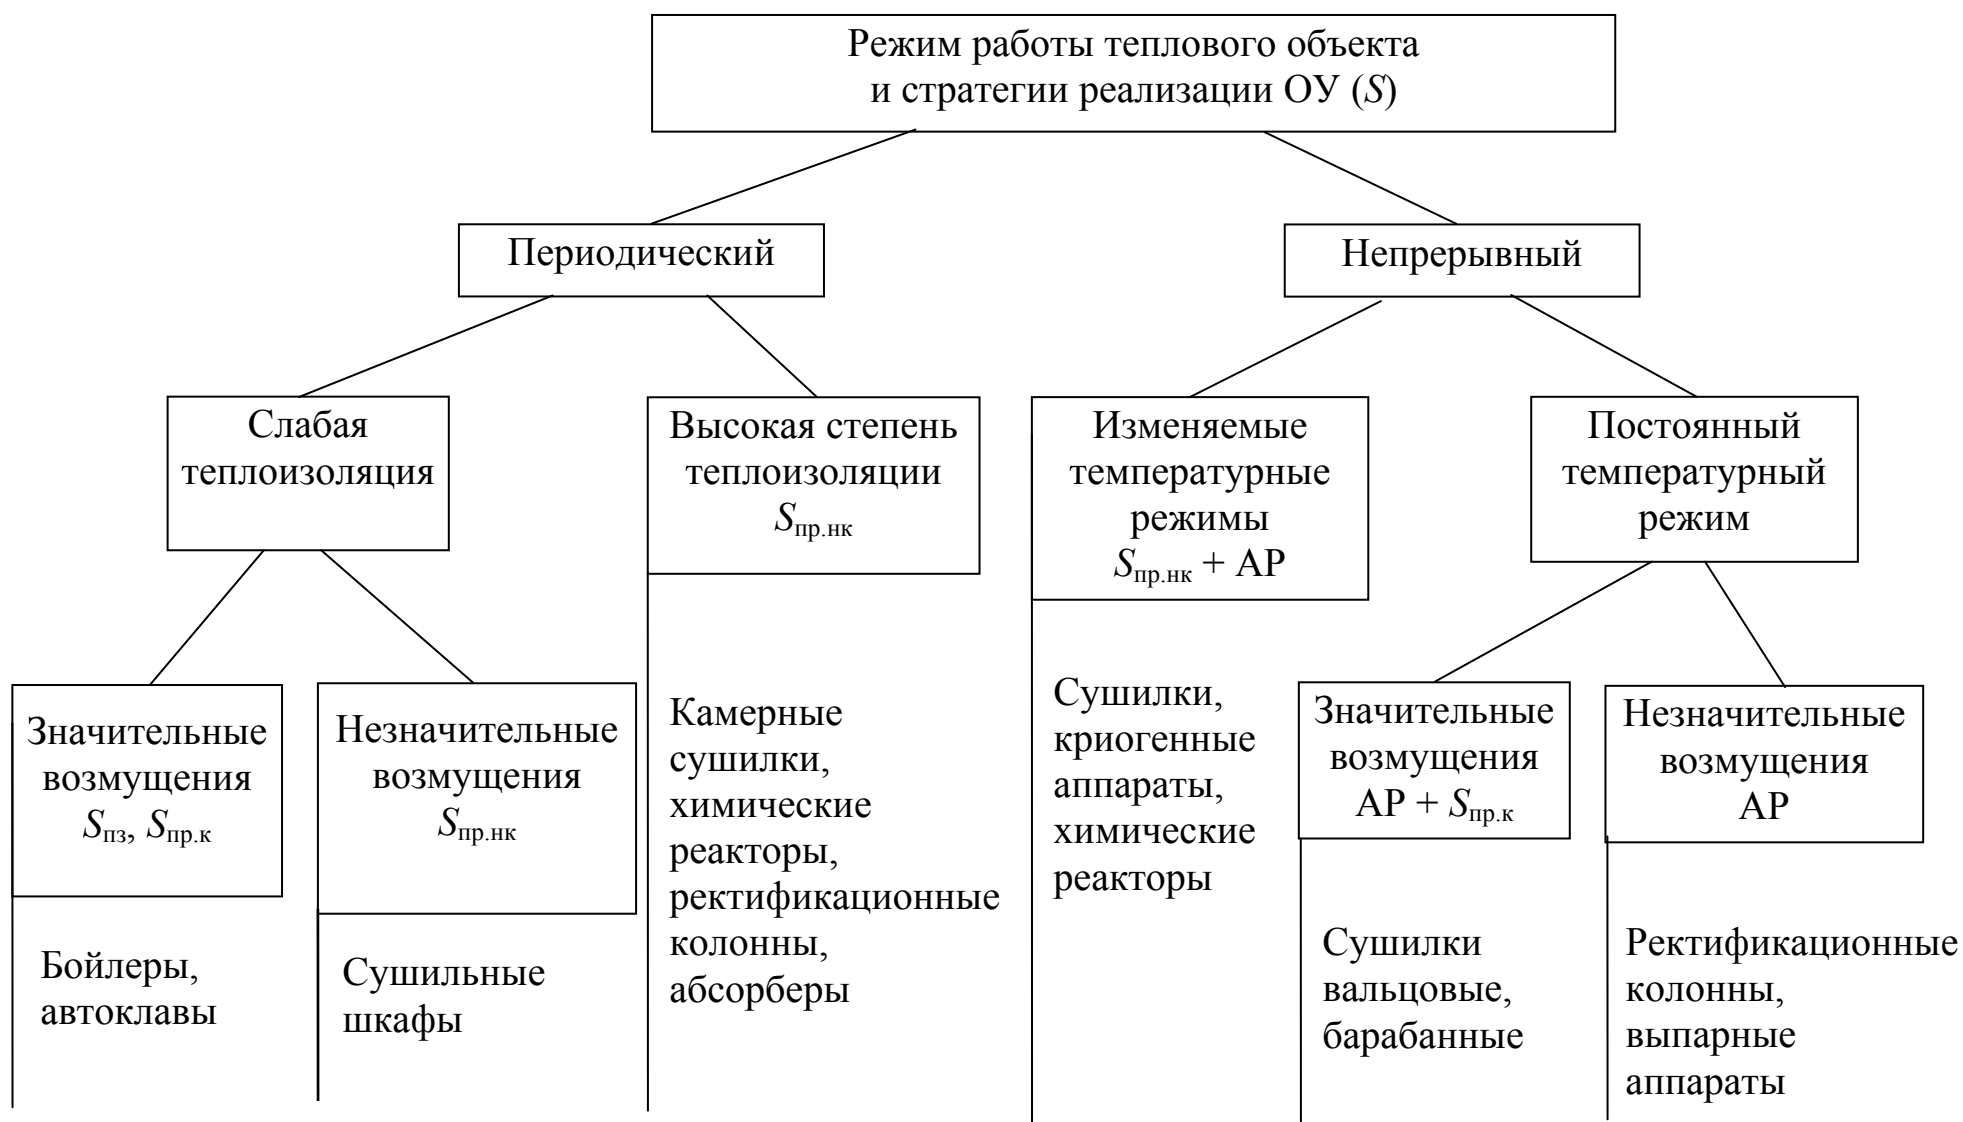 Режим работы теплового объекта
и стратегии реализации ОУ (S)
Периодический
Непрерывный
Слабая
теплоизоляция
Высокая степень
теплоизоляции
Sпр.нк
Изменяемые
температурные
режимы
Sпр.нк + АР
Постоянный
температурный
режим
Значительные
возмущения
Sпз, Sпр.к
Незначительные
возмущения
Sпр.нк
Значительные
возмущения
АР + Sпр.к
Незначительные
возмущения
АР
Бойлеры,
автоклавы
Сушильные
шкафы
Камерные
сушилки,
химические
реакторы,
ректификационные
колонны,
абсорберы
Сушилки,
криогенные
аппараты,
химические
реакторы
Сушилки
вальцовые,
барабанные
Ректификационные
колонны,
выпарные
аппараты